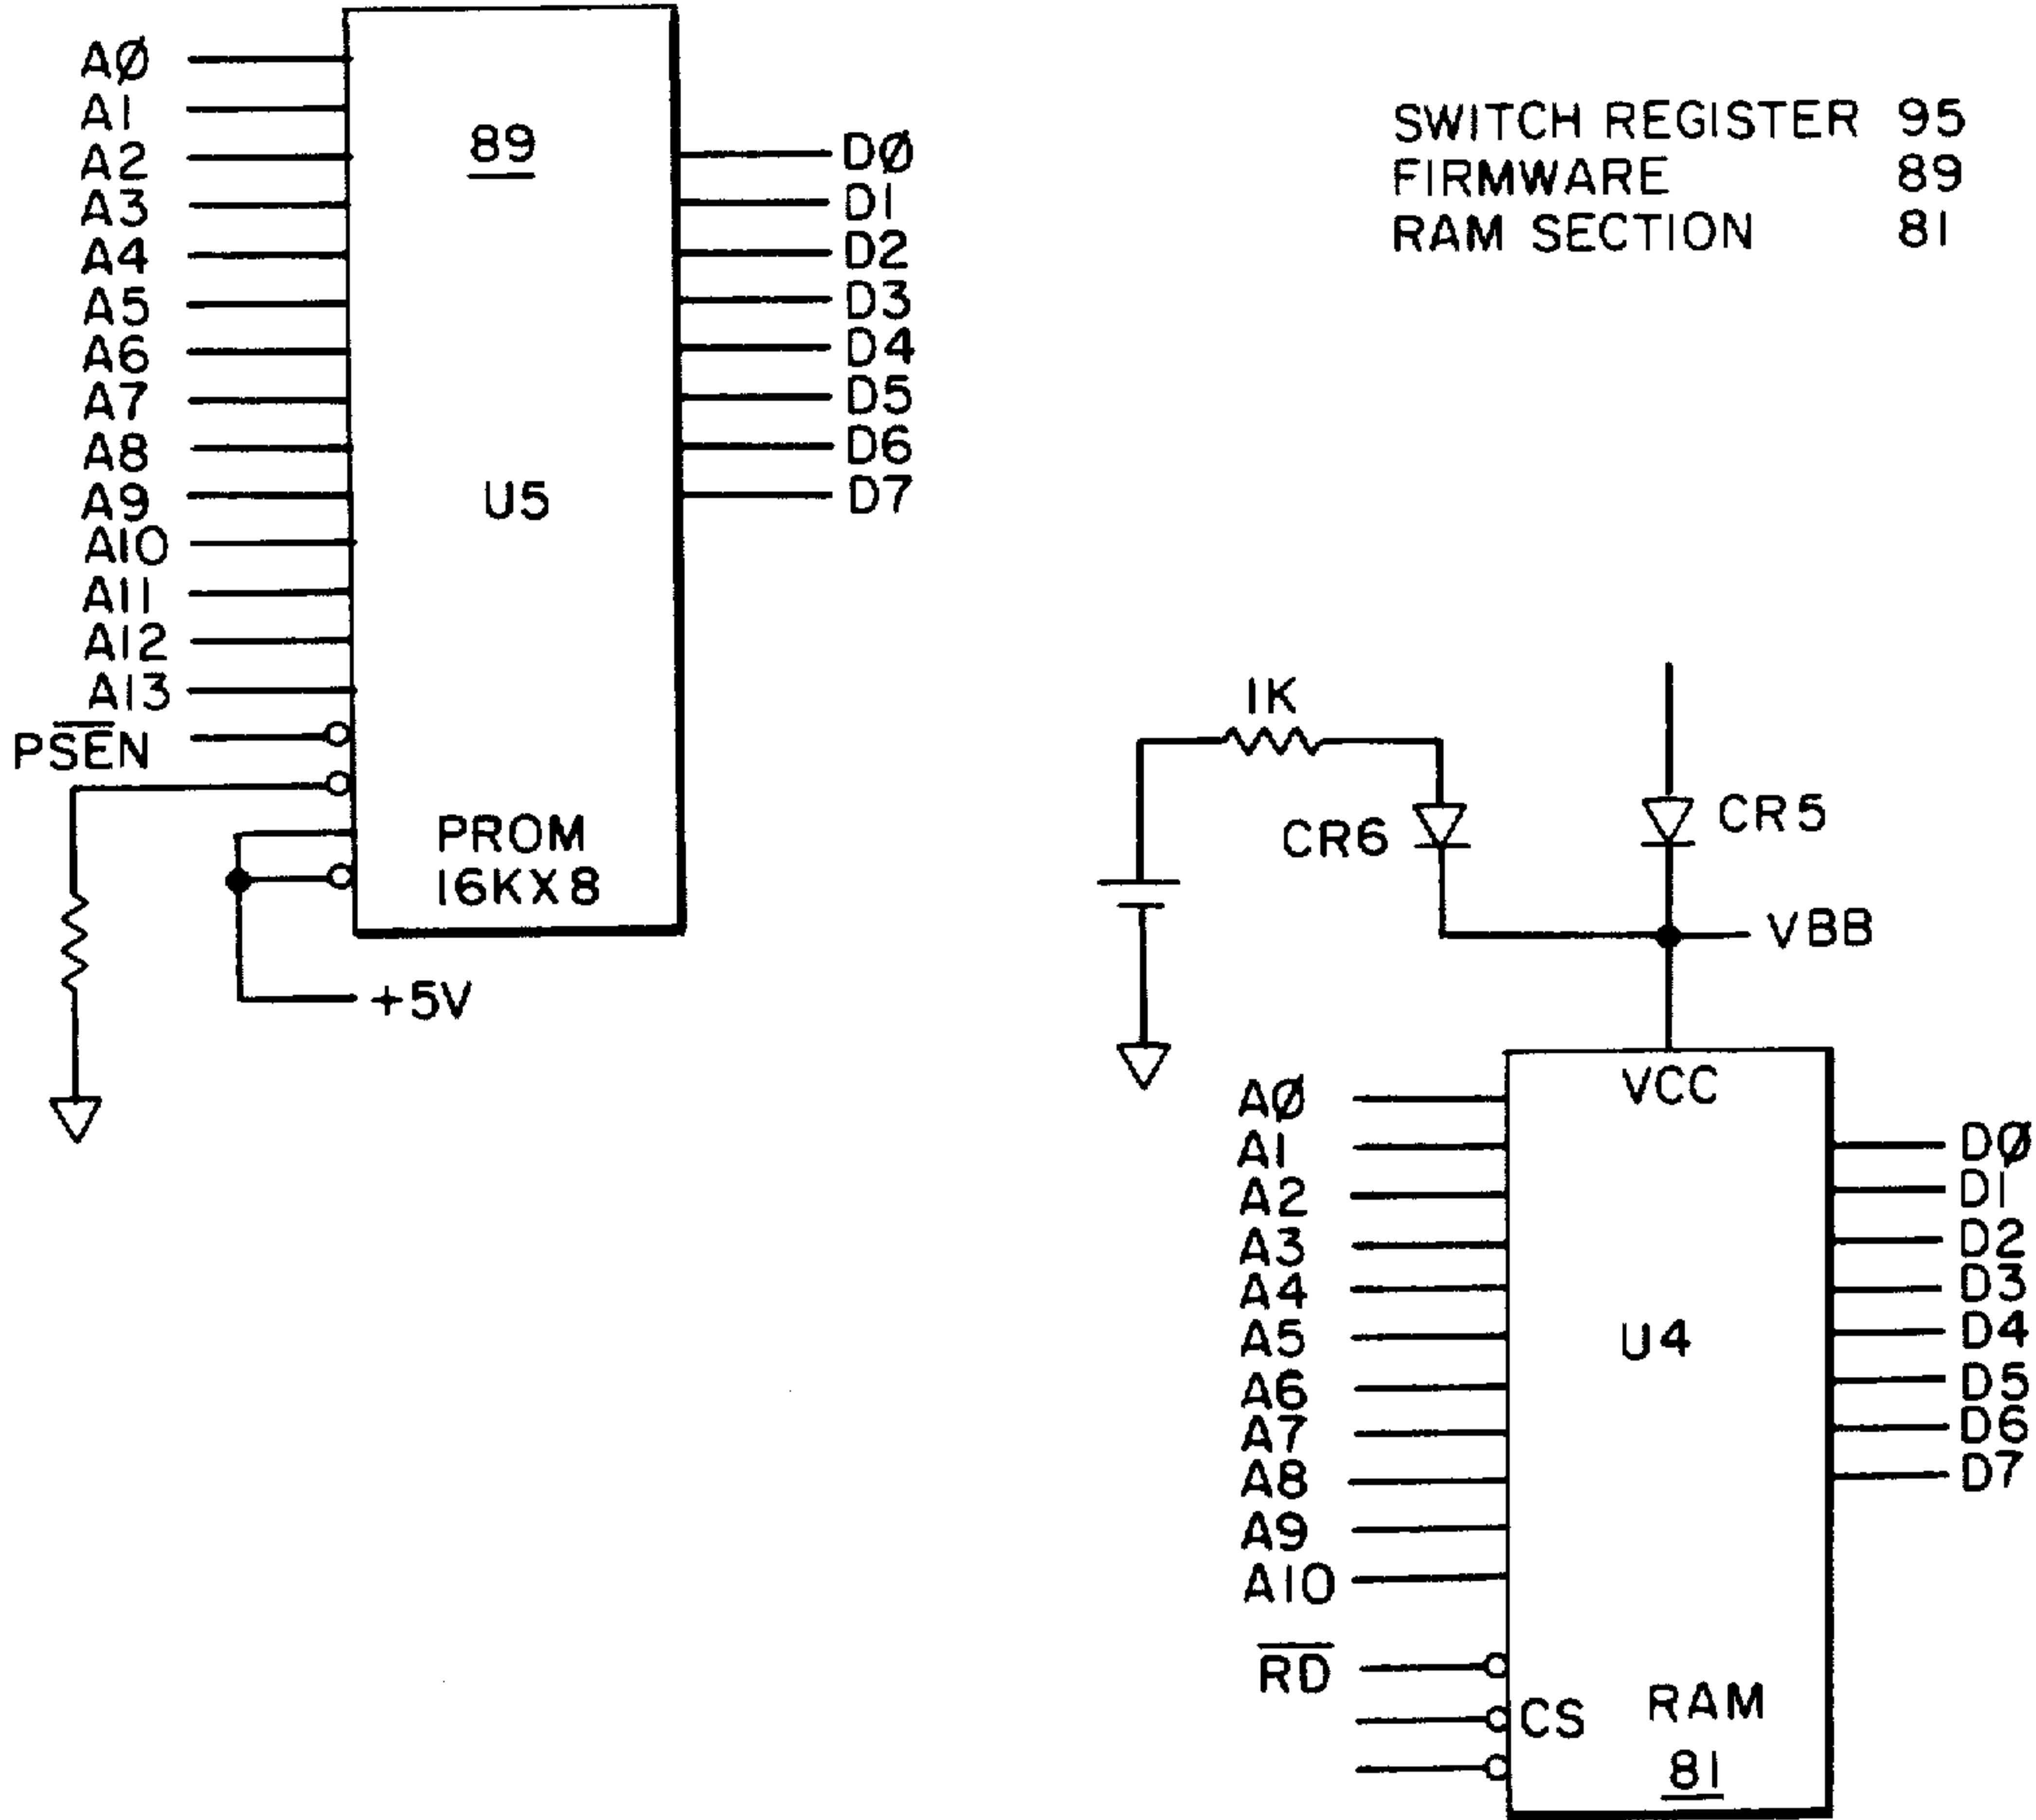 AØ
A1
A2
A3
A4
A5
A6
A7
A8
A9
A10
A11
A12
A13
PSEN
89
U5
PROM
16KX8
DØ
D1
D2
D3
D4
D5
D6
D7
+5V
SWITCH REGISTER 95
FIRMWARE 89
RAM SECTION 81
1K
CR6
CR5
VBB
VCC
AØ
A1
A2
A3
A4
A5
A6
A7
A8
A9
A10
RD
CS
U4
RAM
81
DØ
D1
D2
D3
D4
D5
D6
D7